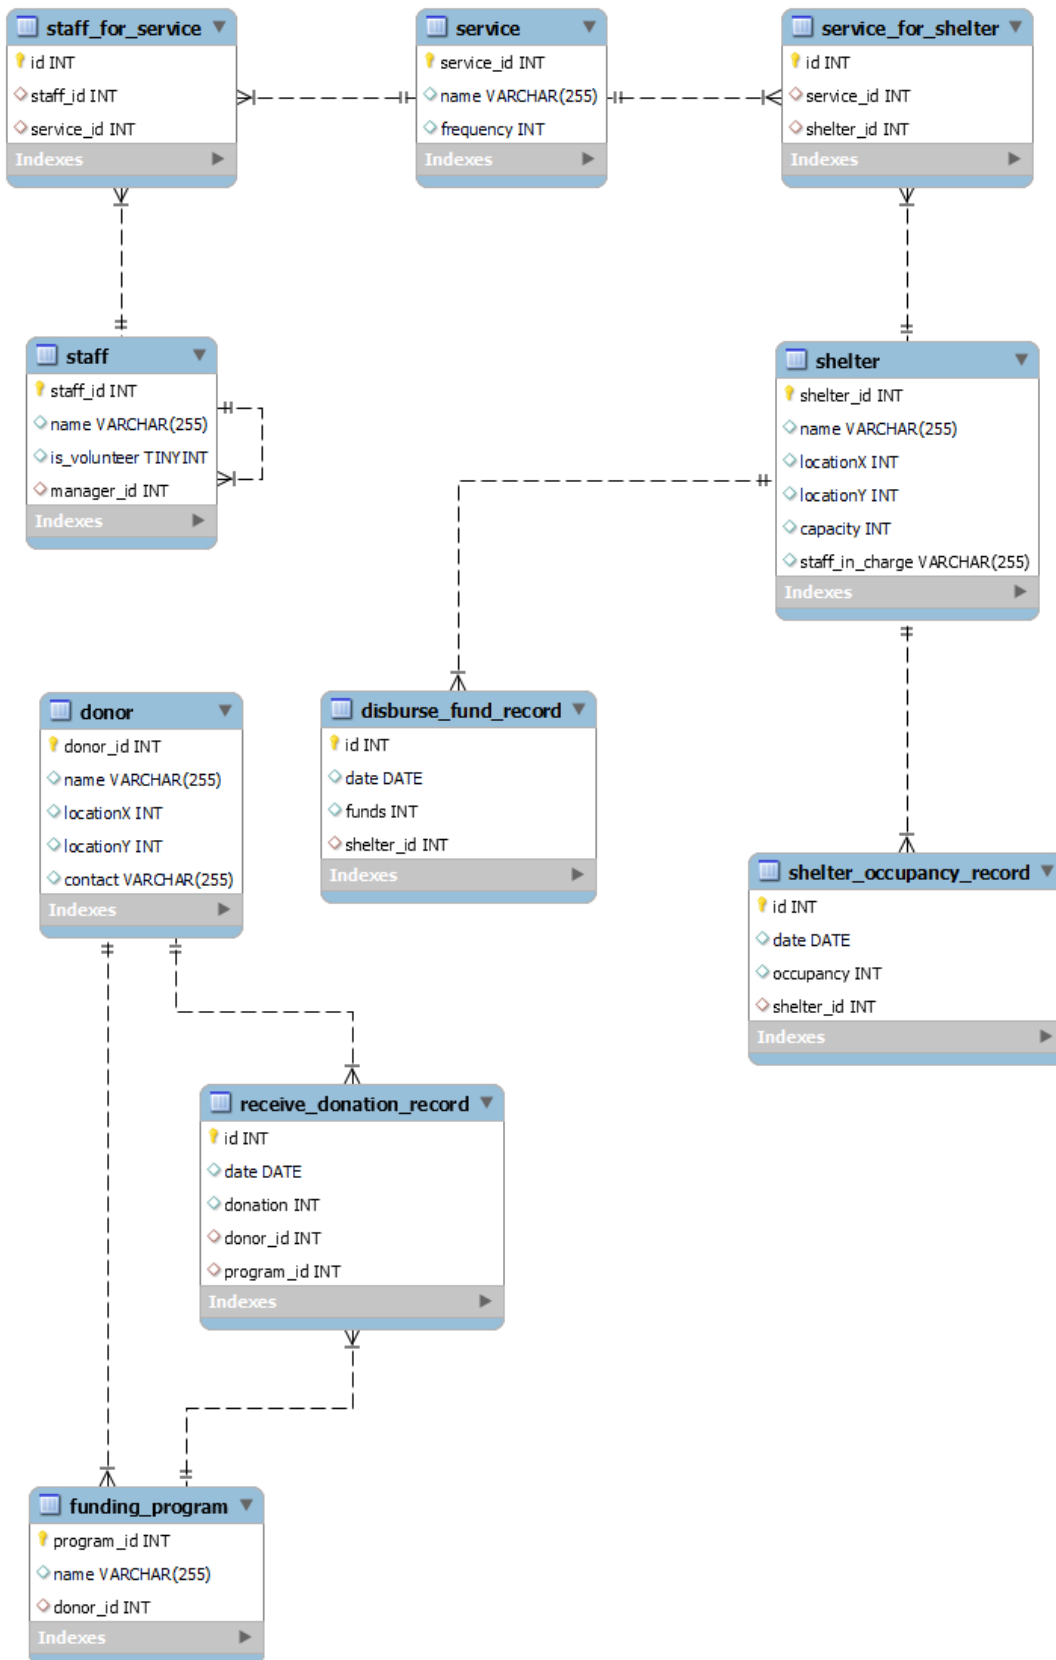 staff_for_service
id INT
staff_id INT
service_id INT
Indexes
service
service_id INT
name VARCHAR(255)
frequency INT
Indexes
service_for_shelter
id INT
service_id INT
shelter_id INT
Indexes
staff
staff_id INT
name VARCHAR(255)
is_volunteer TINYINT
manager_id INT
Indexes
shelter
shelter_id INT
name VARCHAR(255)
locationX INT
locationY INT
capacity INT
staff_in_charge VARCHAR(255)
Indexes
donor
donor_id INT
name VARCHAR(255)
locationX INT
locationY INT
contact VARCHAR(255)
Indexes
disburse_fund_record
id INT
date DATE
funds INT
shelter_id INT
Indexes
shelter_occupancy_record
id INT
date DATE
occupancy INT
shelter_id INT
Indexes
receive_donation_record
id INT
date DATE
donation INT
donor_id INT
program_id INT
Indexes
funding_program
program_id INT
name VARCHAR(255)
donor_id INT
Indexes